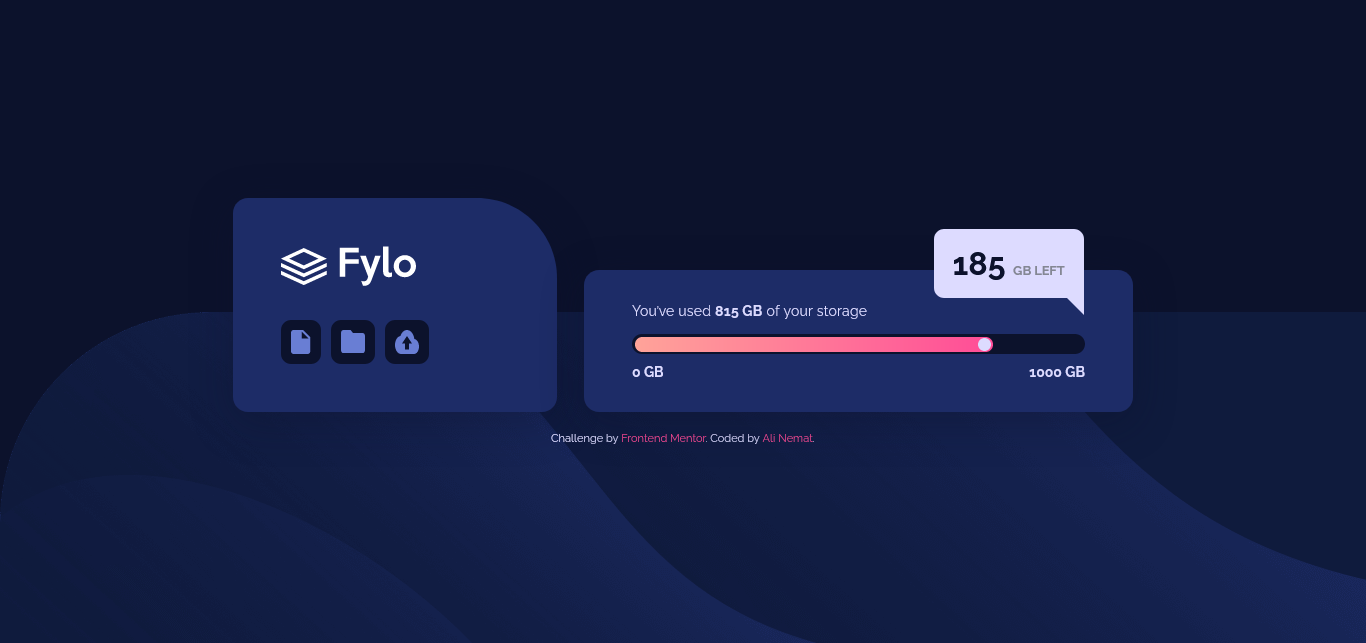 Fylo
185 GB LEFT
You've used 815 GB of your storage
0 GB
1000 GB
Challenge by Frontend Mentor. Coded by Ali Nemat.